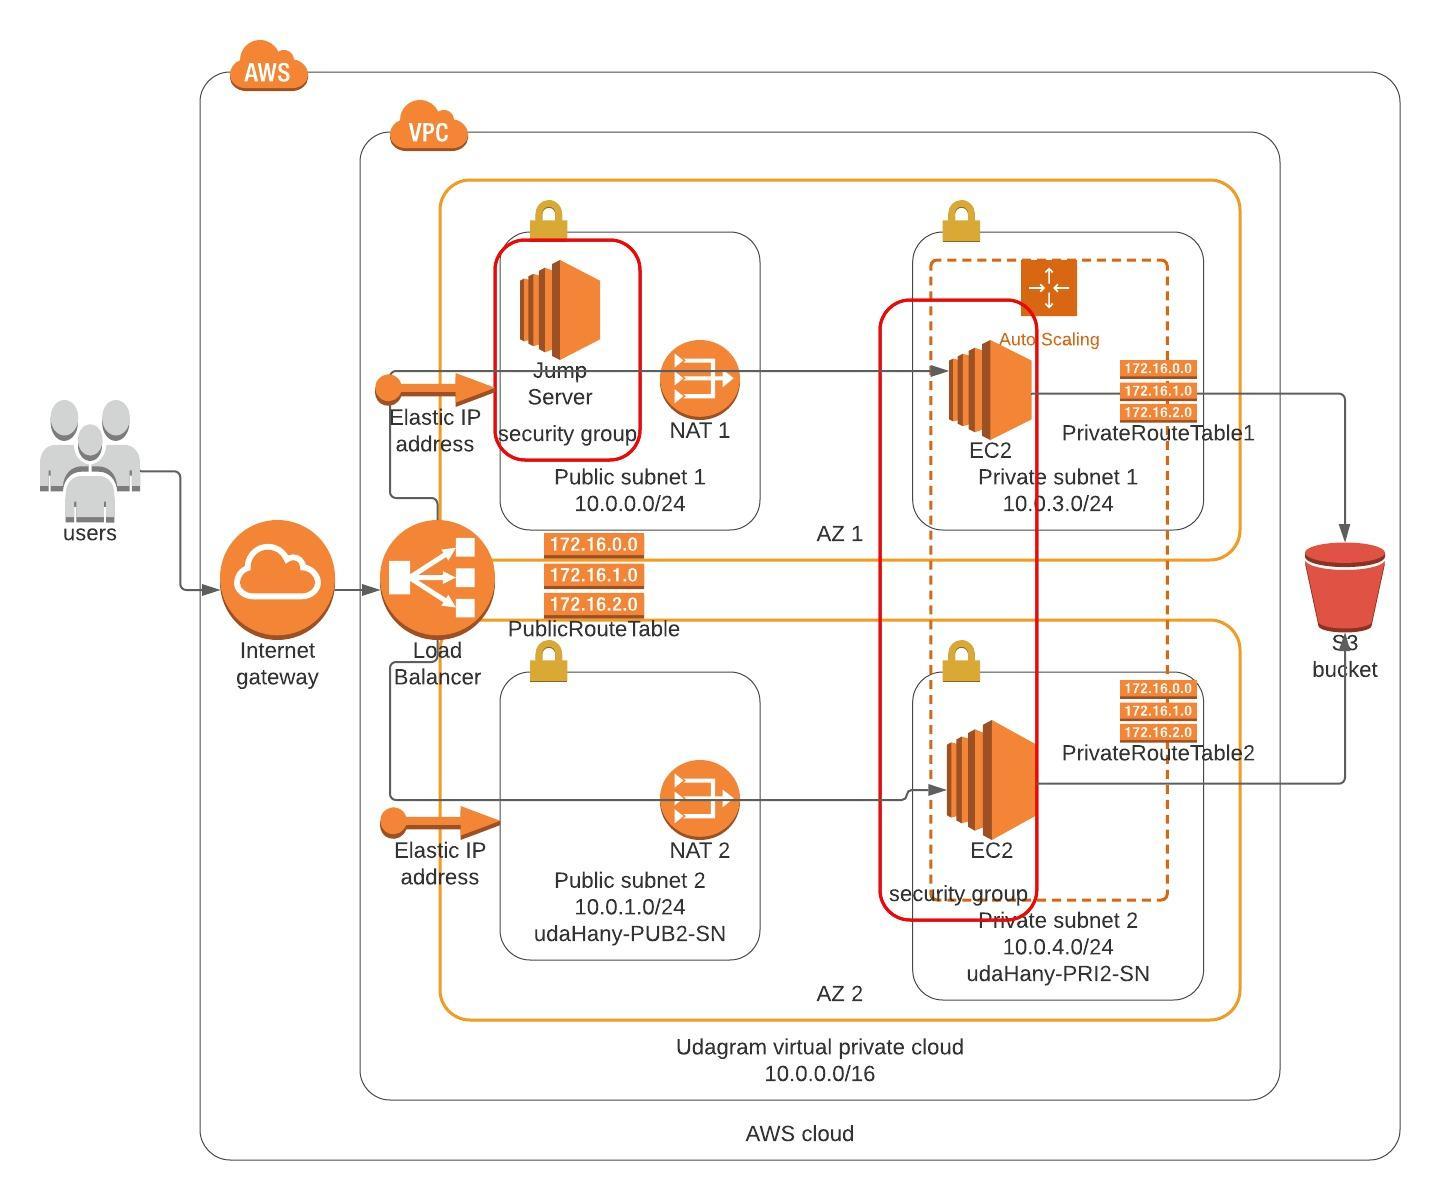 AWS
VPC
Jump
Server
security group
Elastic IP
address
NAT 1
Public subnet 1
10.0.0.0/24
Auto Scaling
EC2
172.16.0.0
172.16.1.0
172.16.2.0
PrivateRouteTable1
Private subnet 1
10.0.3.0/24
AZ 1
users
Internet
gateway
Load
Balancer
172.16.0.0
172.16.1.0
172.16.2.0
PublicRouteTable
S3
bucket
172.16.0.0
172.16.1.0
172.16.2.0
PrivateRouteTable2
Elastic IP
address
NAT 2
Public subnet 2
10.0.1.0/24
udaHany-PUB2-SN
EC2
security group
Private subnet 2
10.0.4.0/24
udaHany-PRI2-SN
AZ 2
Udagram virtual private cloud
10.0.0.0/16
AWS cloud